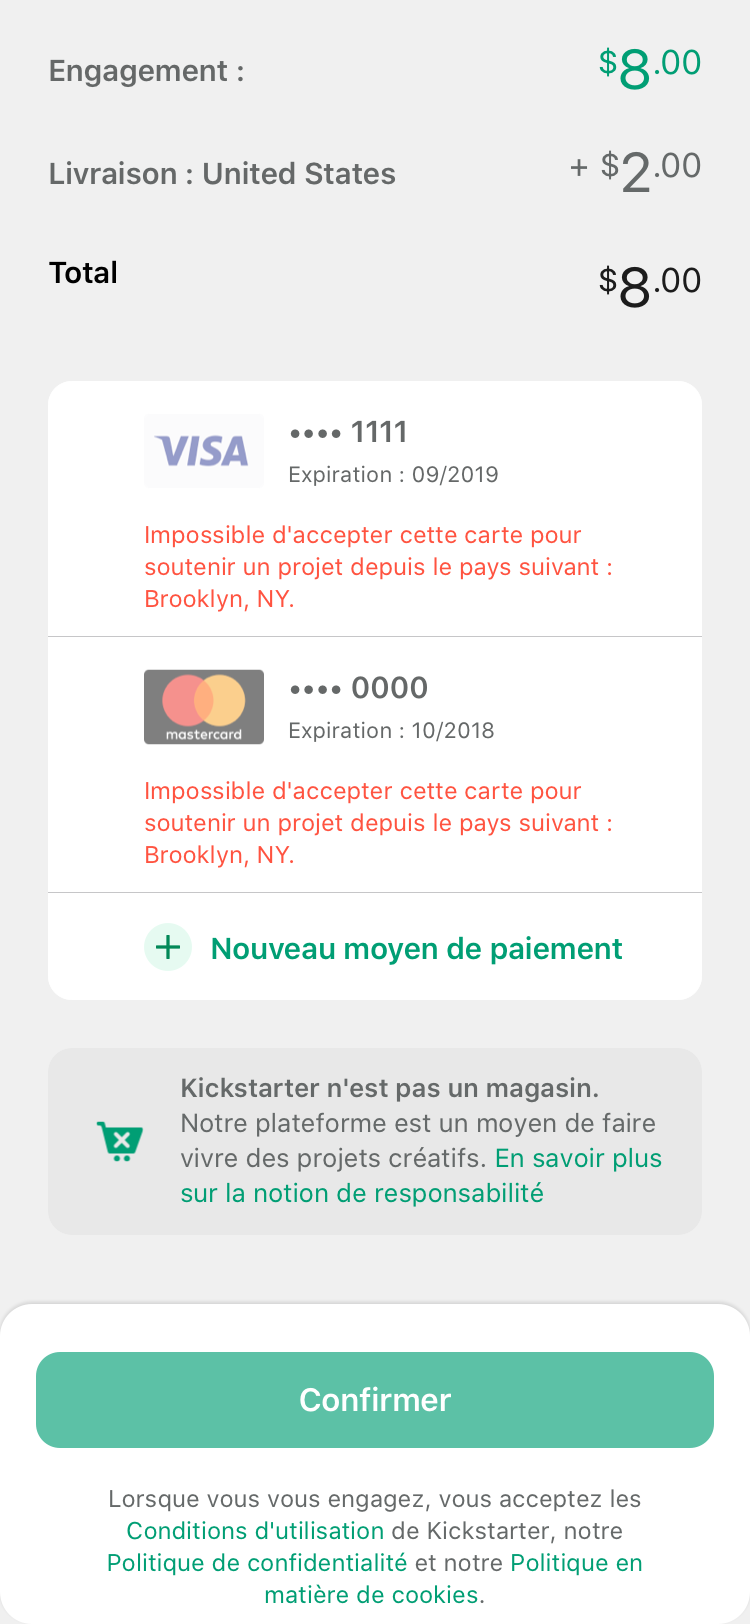 Engagement : $8.00
Livraison : United States + $2.00
Total $8.00
VISA •••• 1111
Expiration : 09/2019
Impossible d'accepter cette carte pour
soutenir un projet depuis le pays suivant :
Brooklyn, NY.
•••• 0000
mastercard Expiration : 10/2018
Impossible d'accepter cette carte pour
soutenir un projet depuis le pays suivant :
Brooklyn, NY.
+ Nouveau moyen de paiement
Kickstarter n'est pas un magasin.
Notre plateforme est un moyen de faire
vivre des projets créatifs. En savoir plus
sur la notion de responsabilité
Confirmer
Lorsque vous vous engagez, vous acceptez les
Conditions d'utilisation de Kickstarter, notre
Politique de confidentialité et notre Politique en
matière de cookies.